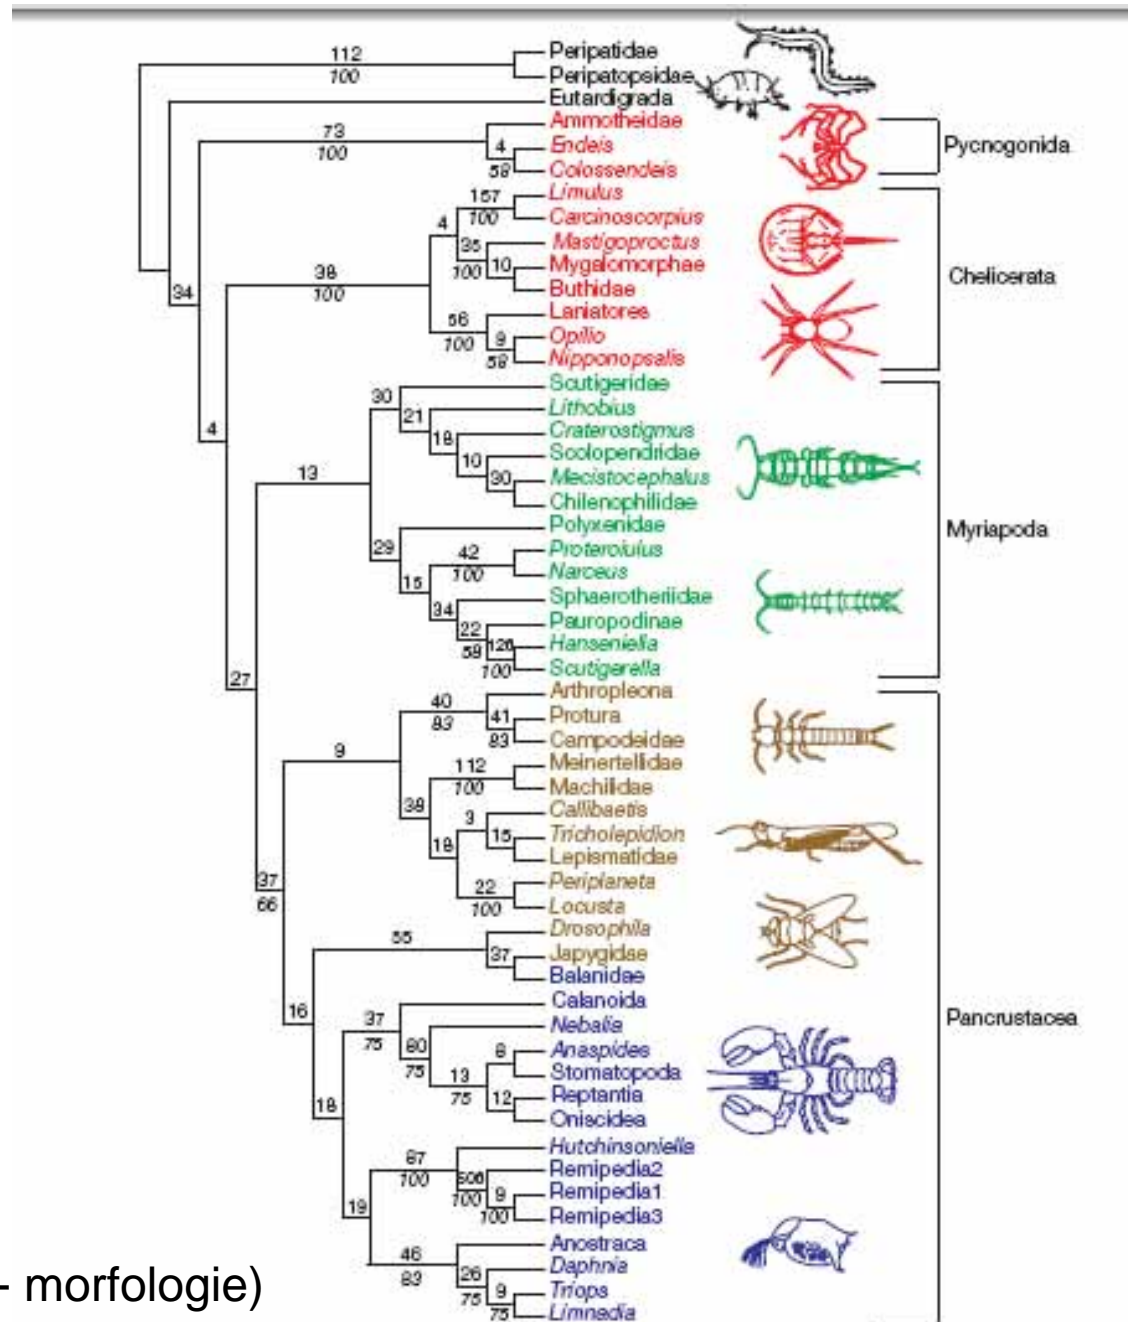 112
100
Peripatidae
Peripatopsidae
Eutardigrada
34
73
100
Ammotheidae
4
Endeis
58
Colossendeis
Pycnogonida
4
38
100
4
157
100
Limulus
Carcinoscorpius
35
100
Mastigoproctus
10
Mygalomorphae
Buthidae
56
100
Laniatores
9
Opilio
58
Nipponopsalis
Chelicerata
27
13
30
Scutigeridae
21
Lithobius
18
Craterostigmus
10
Scolopendridae
30
Mecistocephalus
Chilenophilidae
29
Polyxenidae
15
42
100
Proteroiulus
Narceus
34
Sphaerotheriidae
22
58
Pauropodinae
126
100
Hanseniella
Scutigerella
Myriapoda
37
66
9
40
83
Arthropleona
41
83
Protura
Campodeidae
38
112
100
Meinertellidae
Machilidae
18
3
Callibaetis
15
Tricholepidion
Lepismatidae
22
100
Periplaneta
Locusta
16
55
Drosophila
37
Japygidae
Balanidae
18
37
75
Calanoida
80
75
Nebalia
13
75
8
Anaspides
Stomatopoda
12
Reptantia
Oniscidea
19
67
100
Hutchinsoniella
100
Remipedia2
9
100
Remipedia1
Remipedia3
46
83
Anostraca
26
75
Daphnia
9
75
Triops
Limnadia
Pancrustacea
- morfologie)